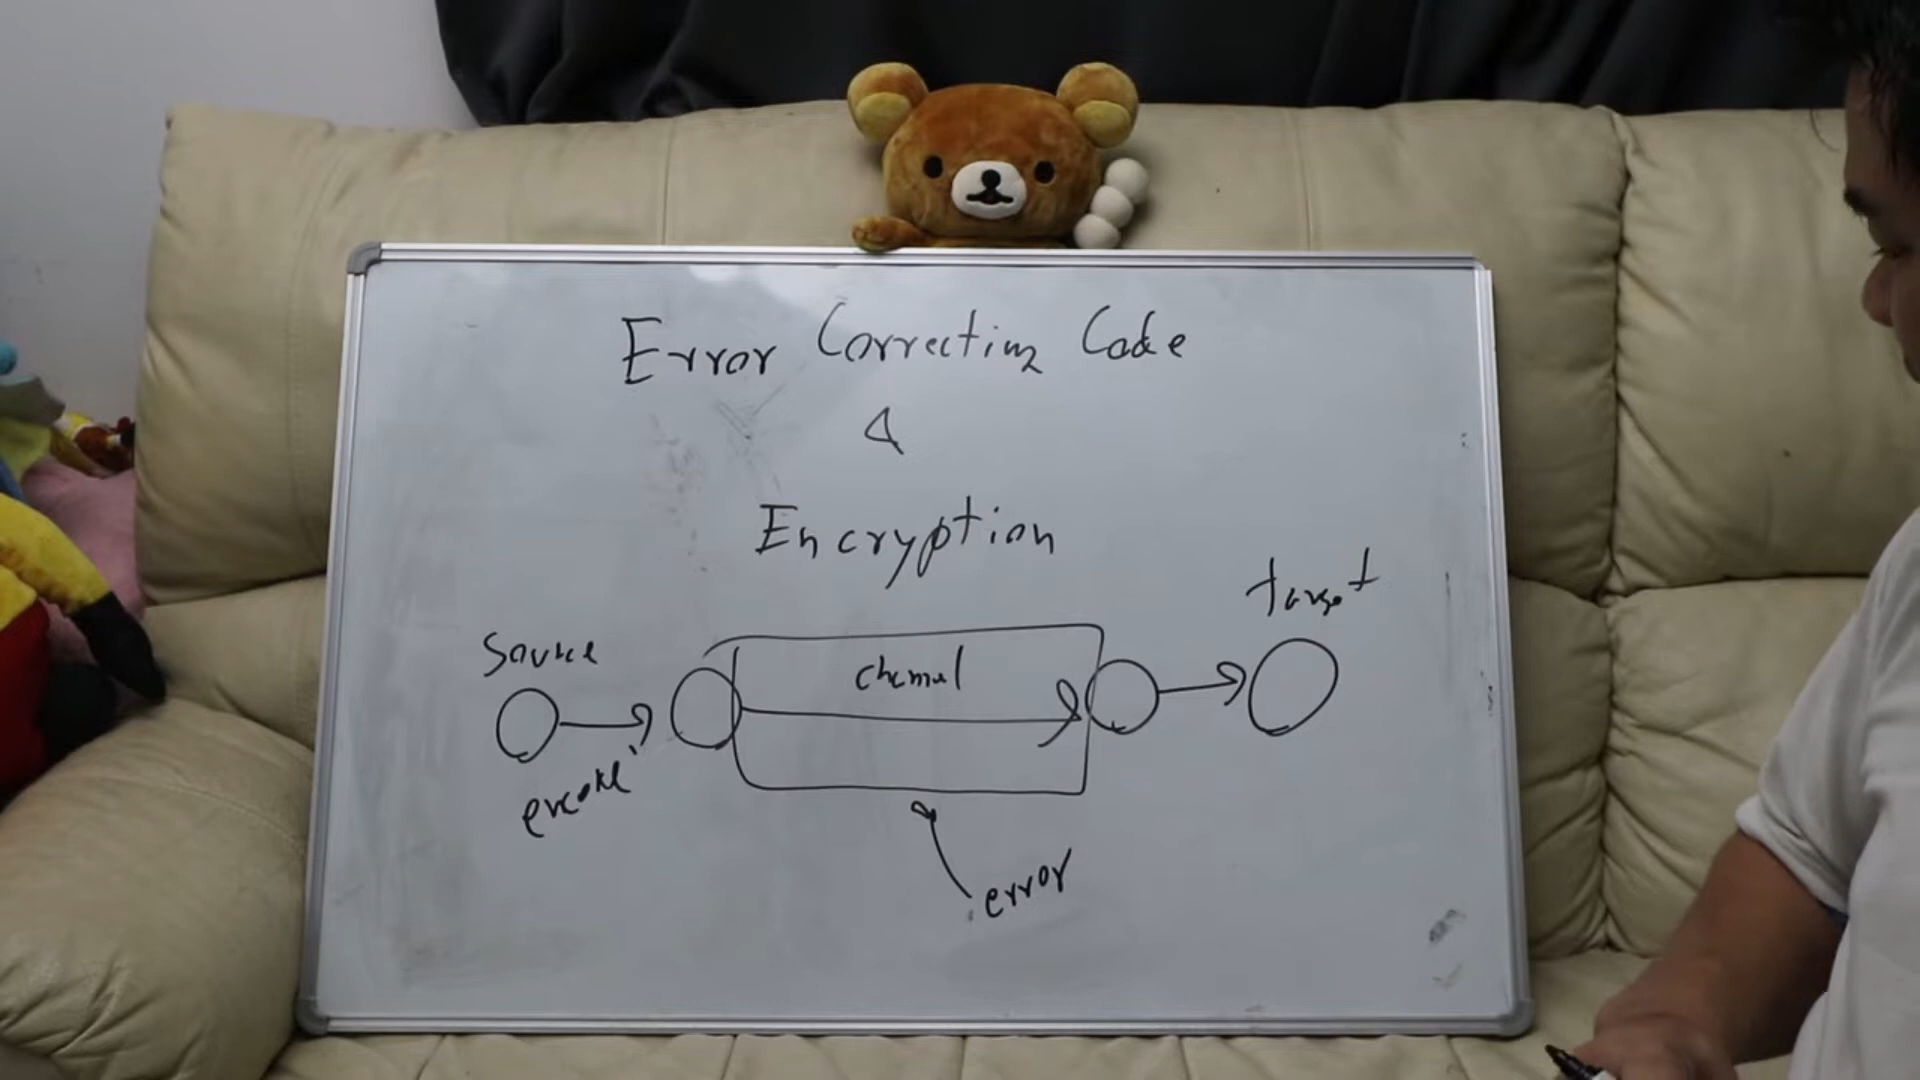 Error Correcting Code
&
Encryption
target
Source
channel
encode
error